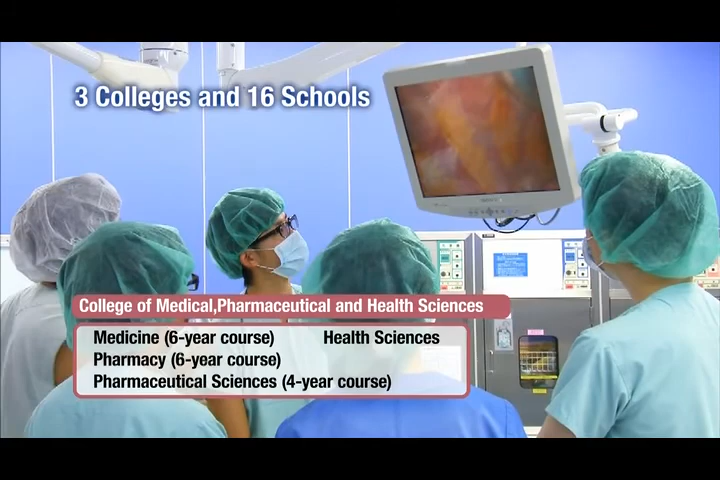 3 Colleges and 16 Schools
College of Medical,Pharmaceutical and Health Sciences
Medicine (6-year course) Health Sciences
Pharmacy (6-year course)
Pharmaceutical Sciences (4-year course)